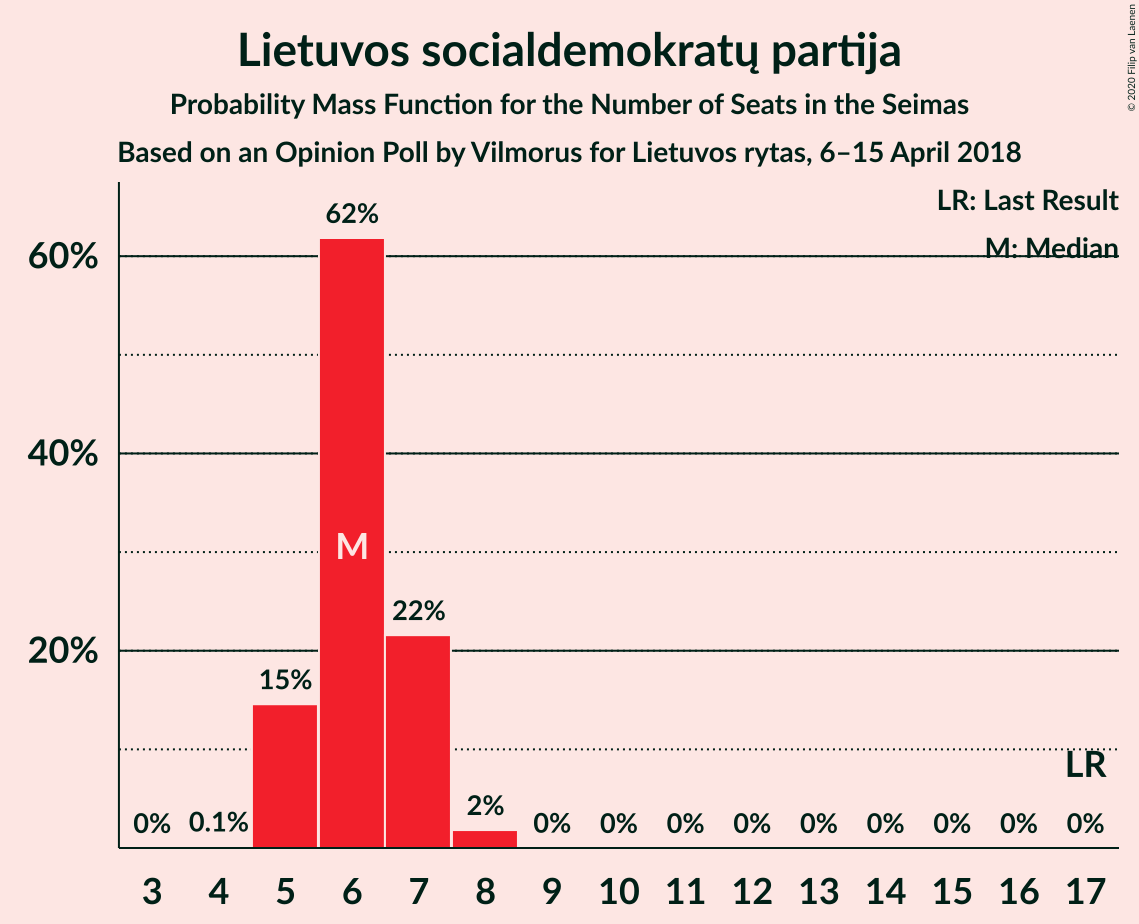 Lietuvos socialdemokratų partija
Probability Mass Function for the Number of Seats in the Seimas
Based on an Opinion Poll by Vilmorus for Lietuvos rytas, 6–15 April 2018
© 2020 Filip van Laenen
LR: Last Result
M: Median
60%
40%
20%
62%
M
22%
15%
LR
0% 0.1% 2% 0% 0% 0% 0% 0% 0% 0% 0% 0%
3 4 5 6 7 8 9 10 11 12 13 14 15 16 17